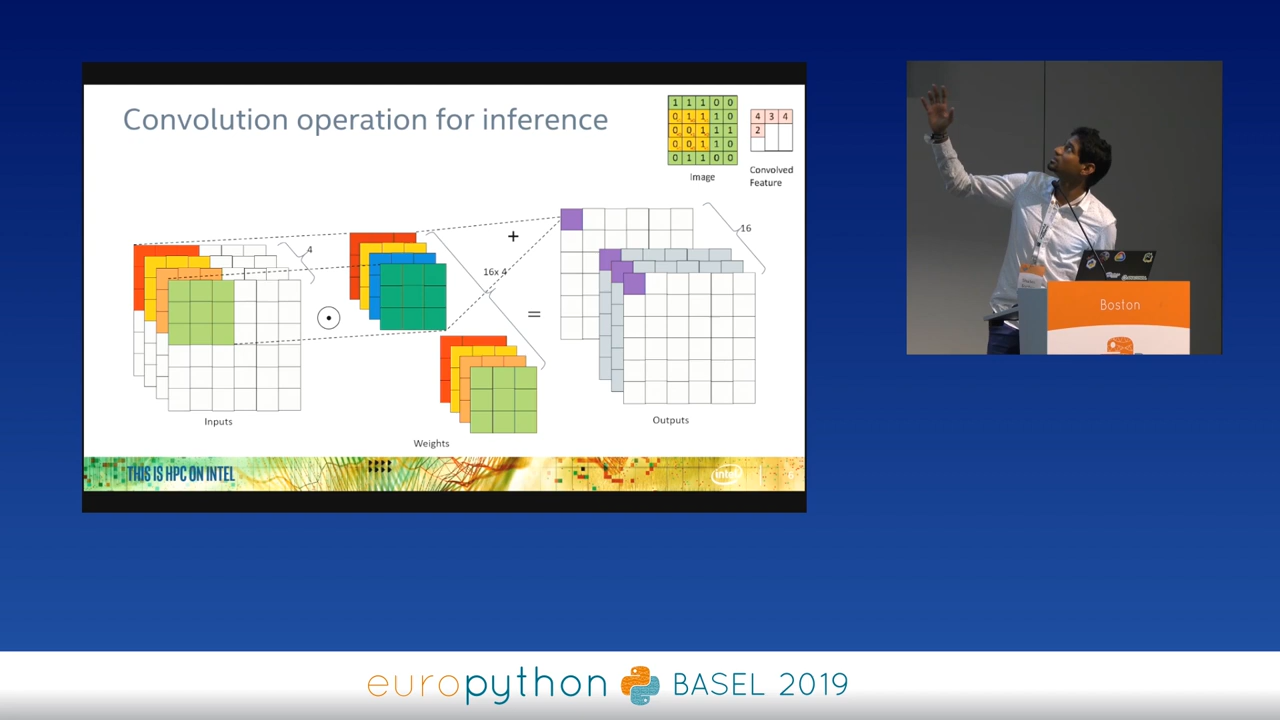 Convolution operation for inference
1 1 1 0 0
0 1 1 1 0
0 0 1 1 1
0 0 1 1 0
0 1 1 0 0
Image
4 3 4
2
Convolved
Feature
4
16x 4
16
+
=
Inputs
Weights
Outputs
THIS IS HPC ON INTEL
intel
Boston
europython BASEL 2019